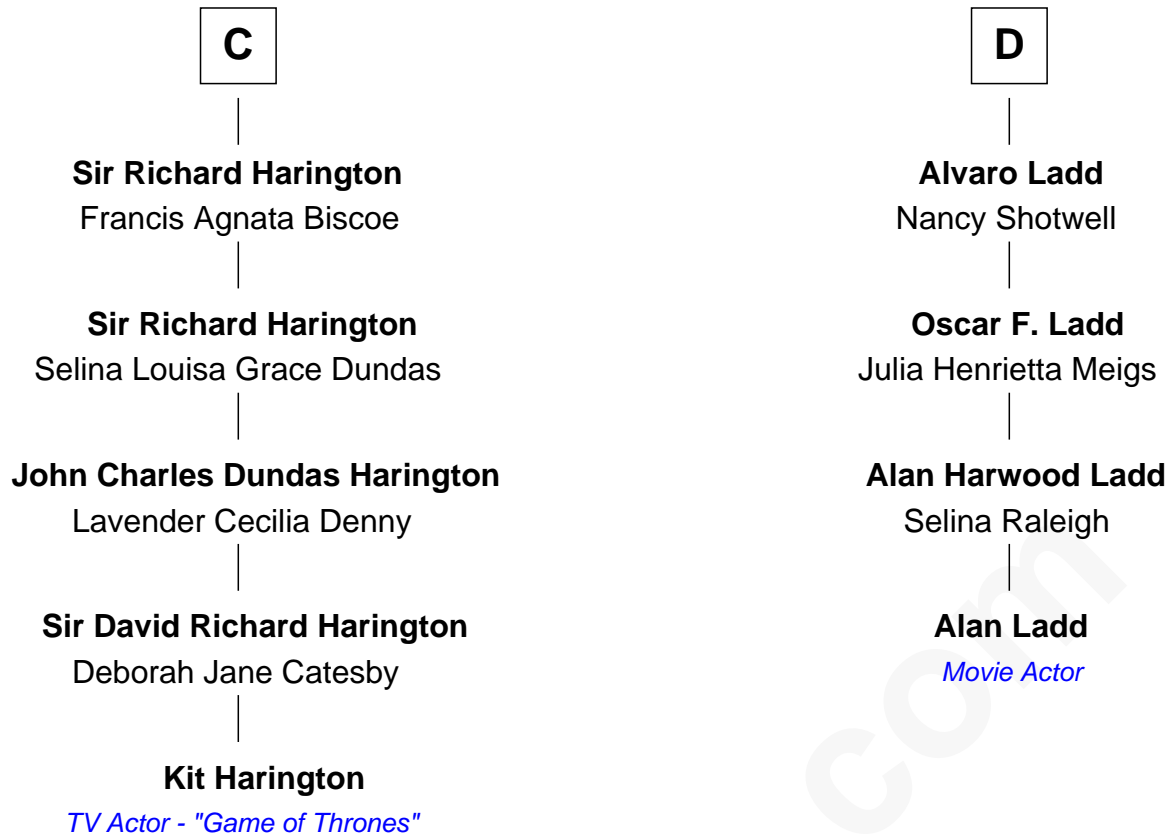 C
Sir Richard Harington
Francis Agnata Biscoe
Sir Richard Harington
Selina Louisa Grace Dundas
John Charles Dundas Harington
Lavender Cecilia Denny
Sir David Richard Harington
Deborah Jane Catesby
Kit Harington
TV Actor - "Game of Thrones"
D
Alvaro Ladd
Nancy Shotwell
Oscar F. Ladd
Julia Henrietta Meigs
Alan Harwood Ladd
Selina Raleigh
Alan Ladd
Movie Actor
com